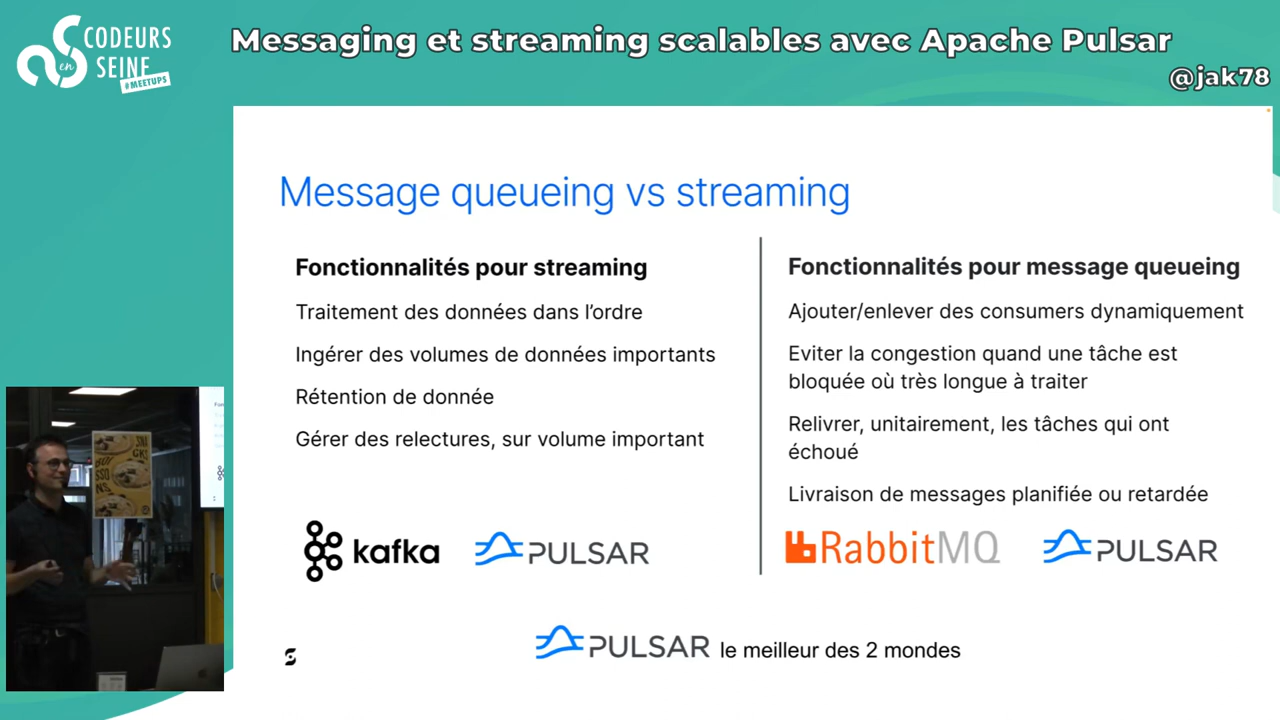 CODEURS
en
SEINE
#MEETUPS
Messaging et streaming scalables avec Apache Pulsar
@jak78
Message queueing vs streaming
Fonctionnalités pour streaming
Traitement des données dans l'ordre
Ingérer des volumes de données importants
Rétention de donnée
Gérer des relectures, sur volume important
kafka PULSAR
Fonctionnalités pour message queueing
Ajouter/enlever des consumers dynamiquement
Eviter la congestion quand une tâche est
bloquée où très longue à traiter
Relivrer, unitairement, les tâches qui ont
échoué
Livraison de messages planifiée ou retardée
RabbitMQ PULSAR
PULSAR le meilleur des 2 mondes